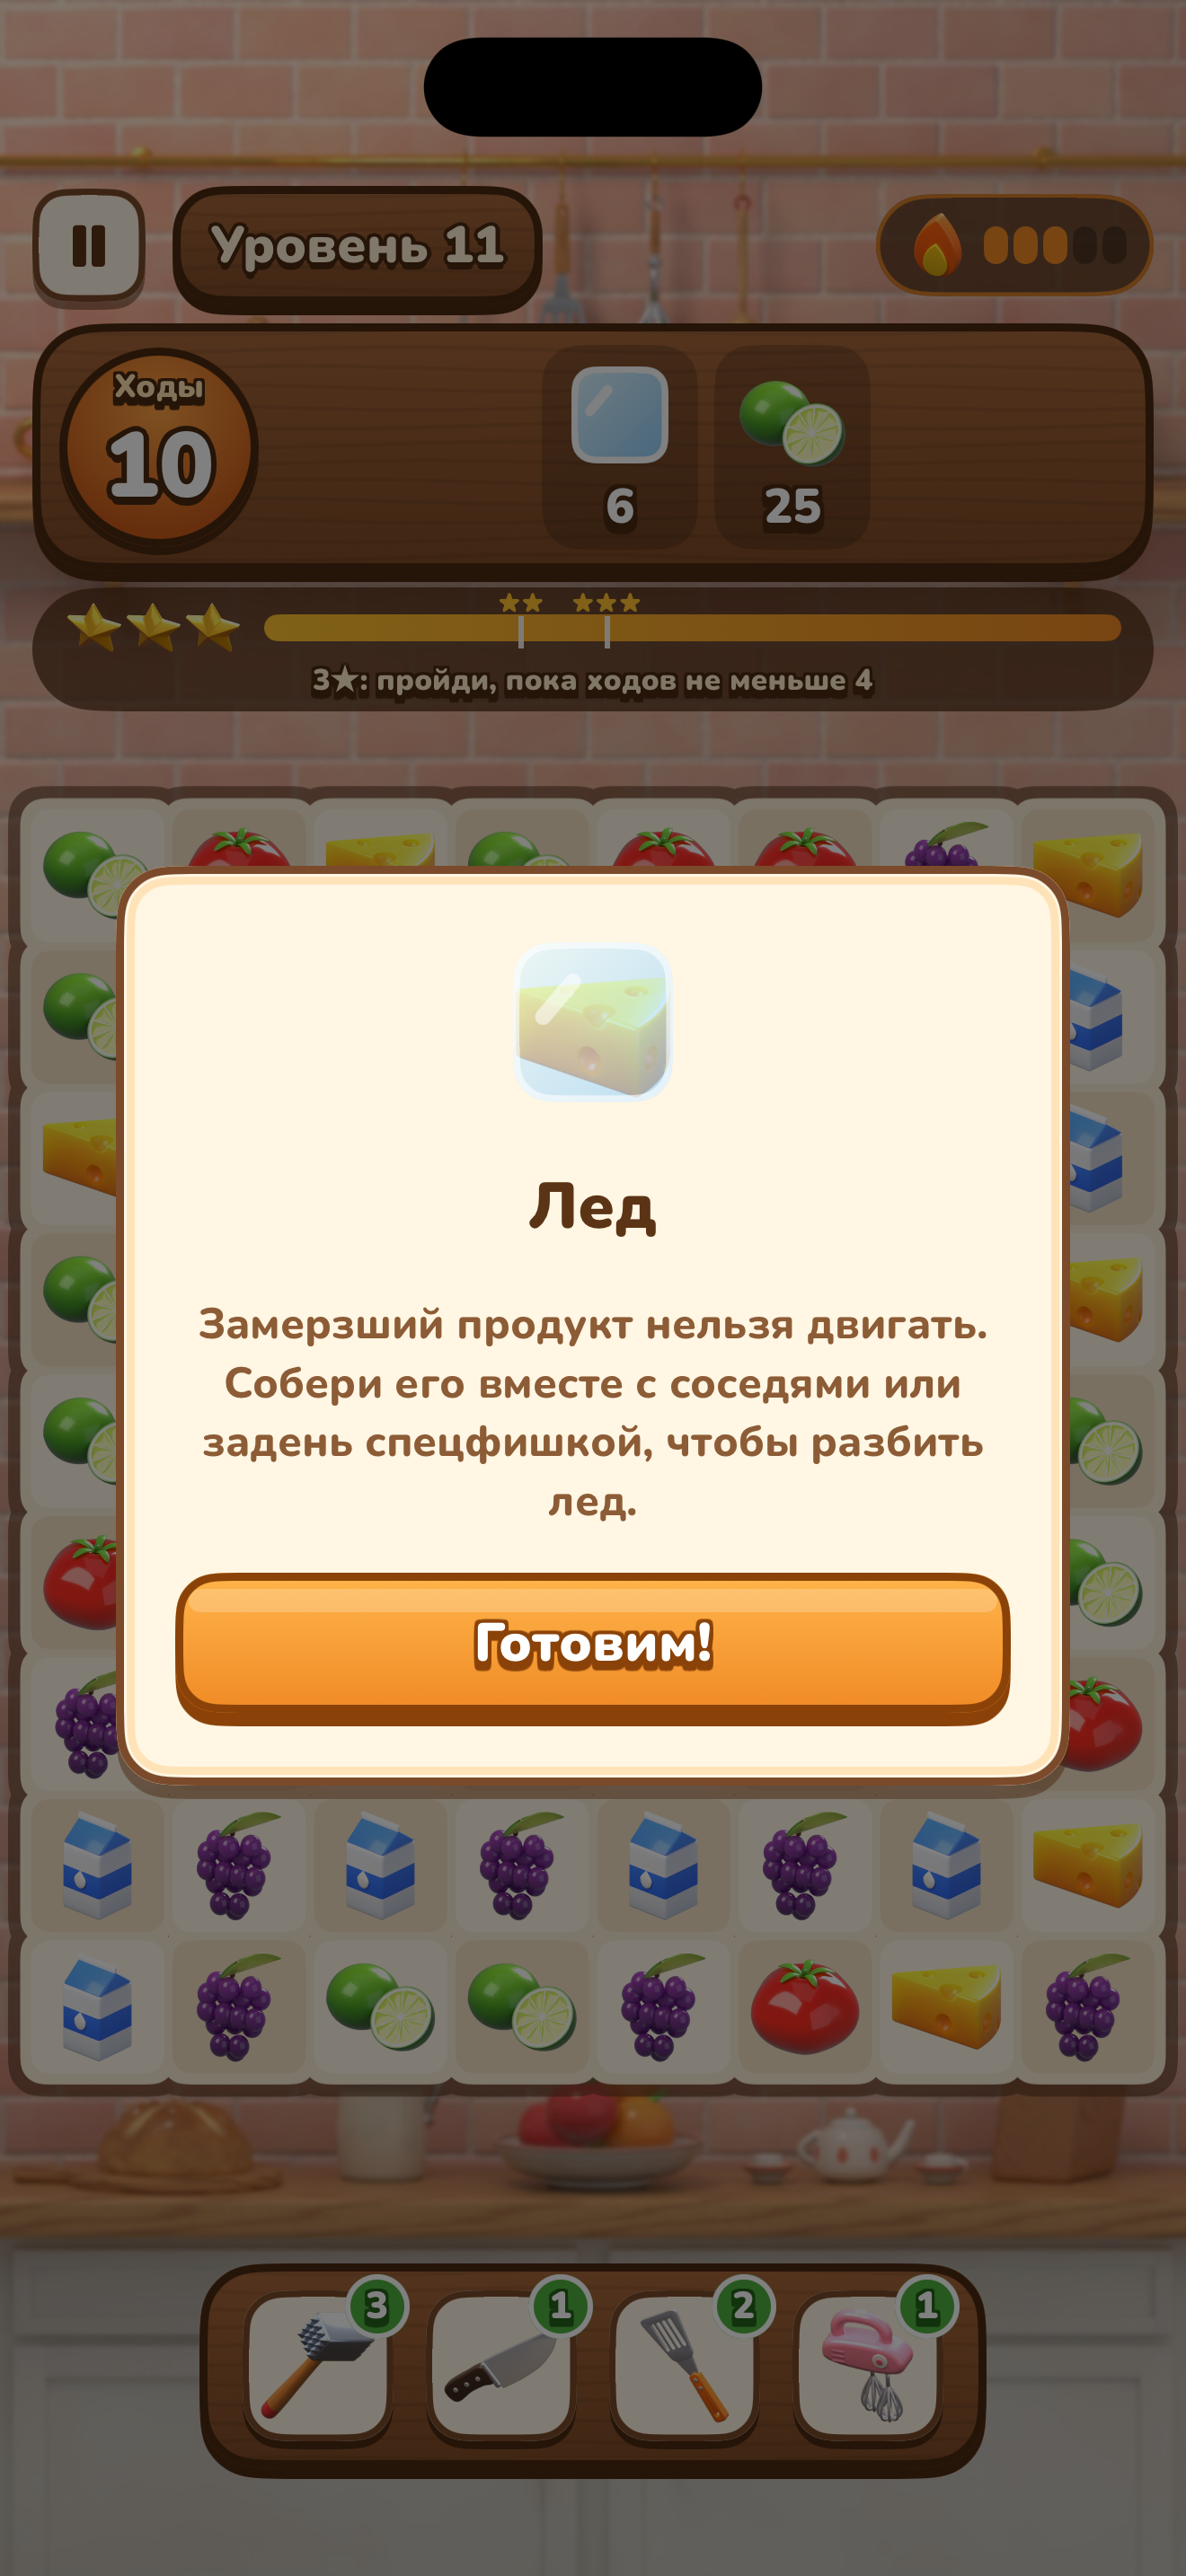 Уровень 11
Ходы
10
6
25
3★: пройди, пока ходов не меньше 4
Лед
Замерзший продукт нельзя двигать.
Собери его вместе с соседями или
задень спецфишкой, чтобы разбить
лед.
Готовим!
3
1
2
1